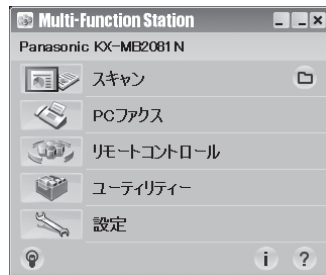 Multi-Function Station
Panasonic KX-MB2081N
スキャン
PCファクス
リモートコントロール
ユーティリティー
設定
i ?